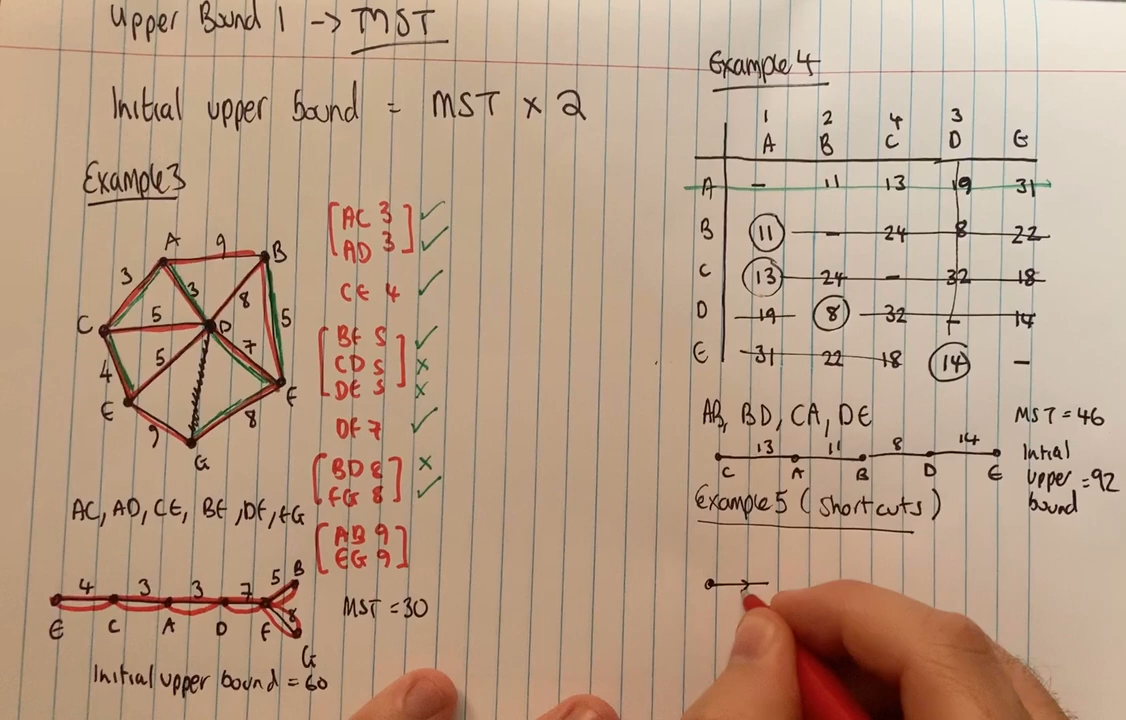 Upper Bound 1 -> MST
Initial upper bound = MST x 2
Example 3
A 9 B
3 3 8 5
C 5 D
4 5 7
E 8 F
9
G
[AC 3] ✓
[AD 3] ✓
CE 4 ✓
[BF 5] ✓
[CD 5] x
[DE 5] x
DF 7 ✓
[BD 8] x
[FG 8] ✓
[AB 9]
[EG 9]
AC, AD, CE, BF, DF, FG
4 3 3 7 5 B
E C A D F 8
G
MST = 30
Initial upper bound = 60
Example 4
1 2 4 3
A B C D E
A - 11 13 19 31
B 11 - 24 8 22
C 13 24 - 32 18
D 19 8 32 - 14
E 31 22 18 14 -
AB, BD, CA, DE
MST = 46
13 11 8 14
C A B D E
Intial
upper = 92
bound
Example 5 (shortcuts)